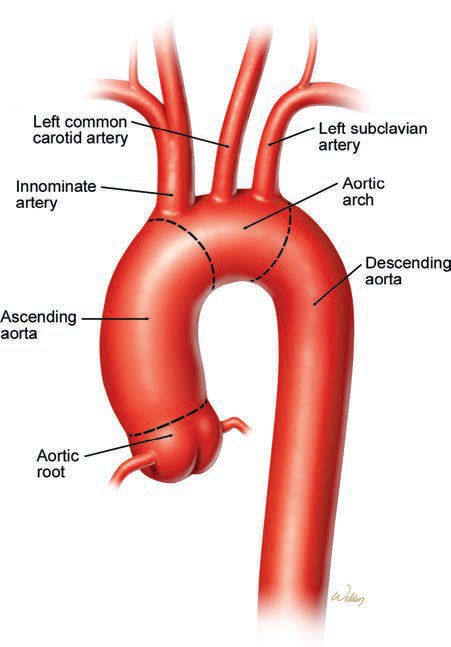 Left common
carotid artery
Left subclavian
artery
Innominate
artery
Aortic
arch
Descending
aorta
Ascending
aorta
Aortic
root